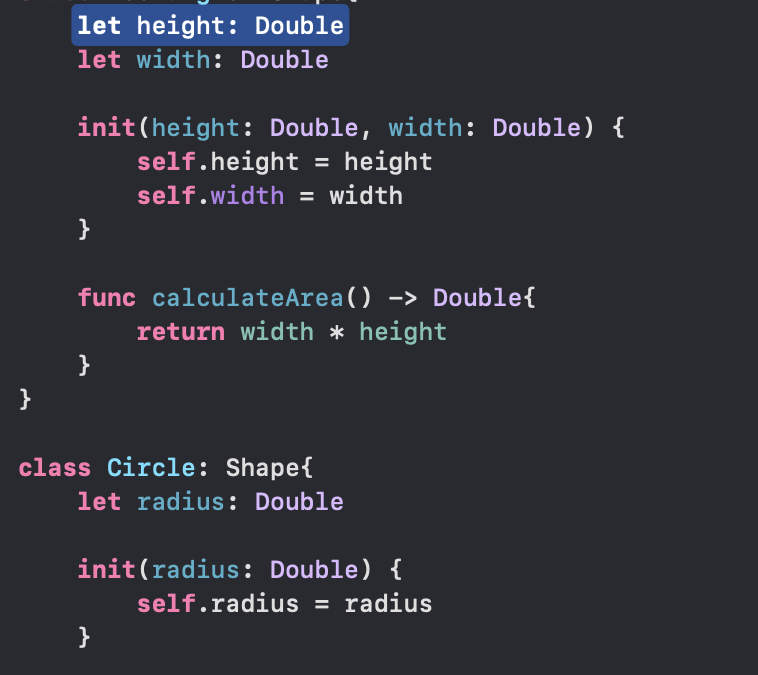 let height: Double
let width: Double
init(height: Double, width: Double) {
self.height = height
self.width = width
}
func calculateArea() -> Double{
return width * height
}
}
class Circle: Shape{
let radius: Double
init(radius: Double) {
self.radius = radius
}